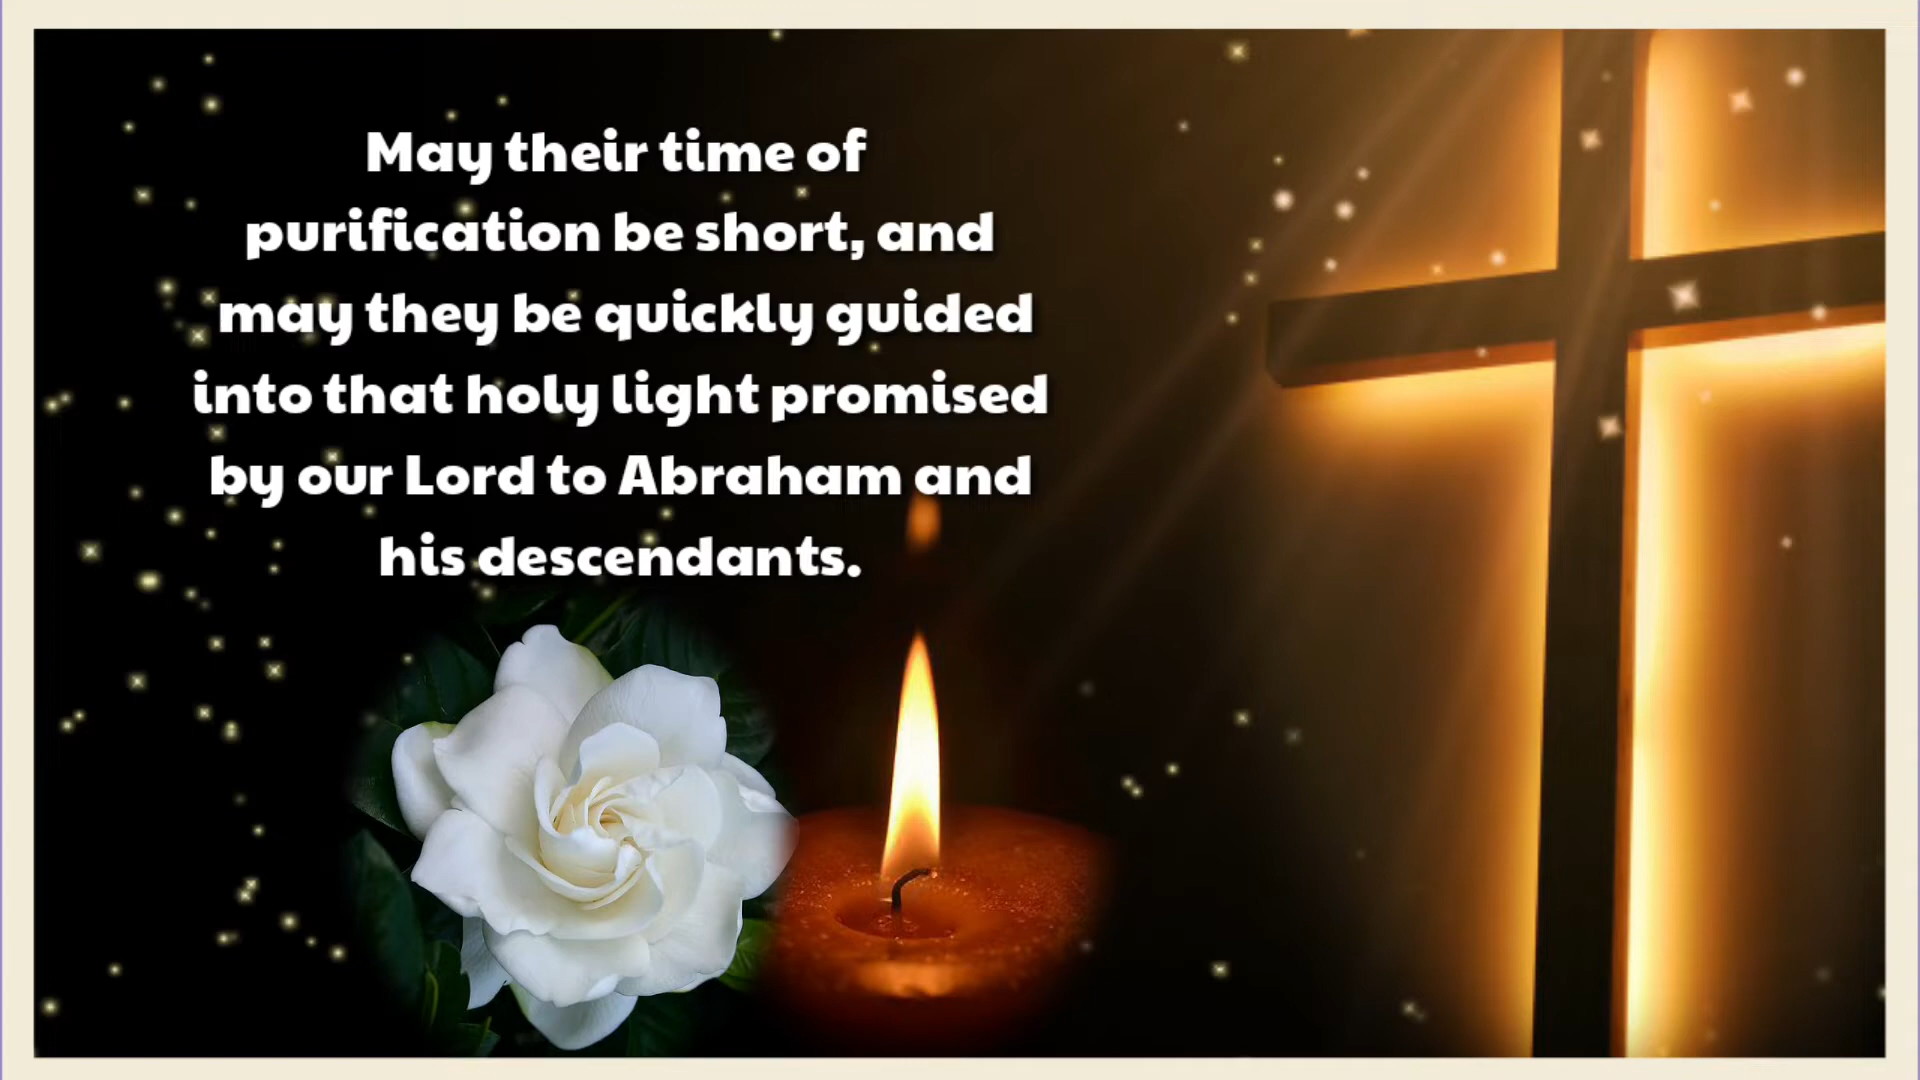 May their time of
purification be short, and
may they be quickly guided
into that holy light promised
by our Lord to Abraham and
his descendants.